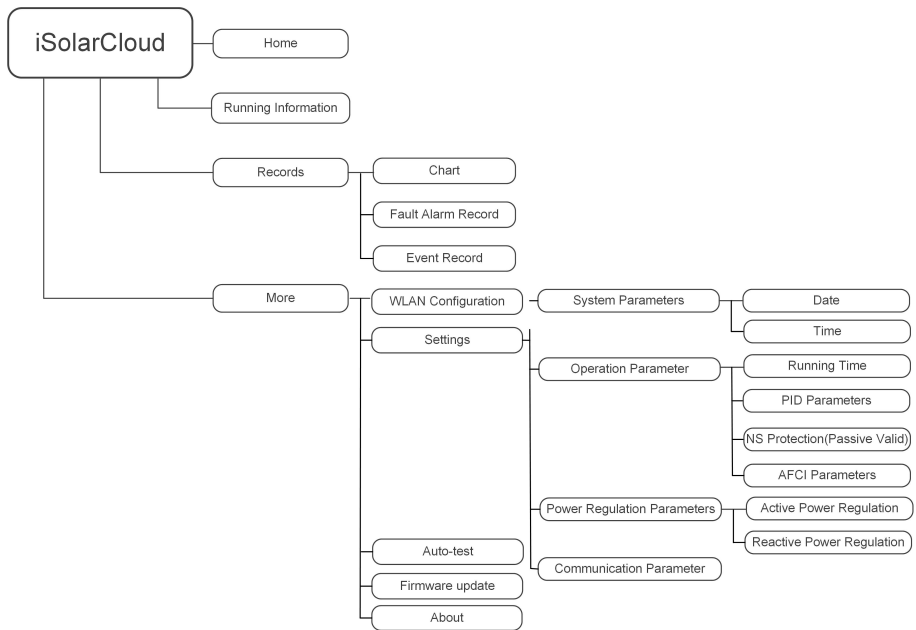 iSolarCloud
Home
Running Information
Records
Chart
Fault Alarm Record
Event Record
More
WLAN Configuration
System Parameters
Date
Time
Settings
Operation Parameter
Running Time
PID Parameters
NS Protection(Passive Valid)
AFCI Parameters
Power Regulation Parameters
Active Power Regulation
Reactive Power Regulation
Auto-test
Communication Parameter
Firmware update
About